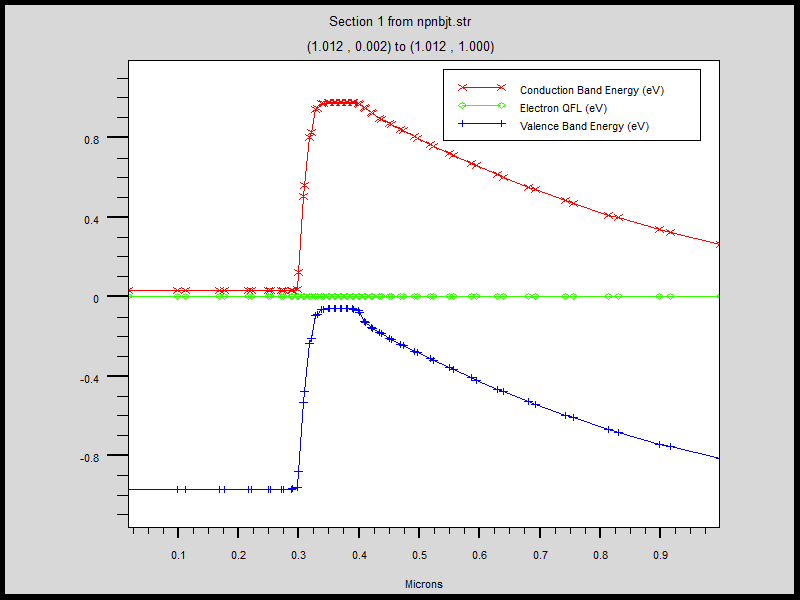 Section 1 from npnbjt.str
(1.012 , 0.002) to (1.012 , 1.000)
Conduction Band Energy (eV)
Electron QFL (eV)
Valence Band Energy (eV)
0.8
0.4
0
-0.4
-0.8
0.1 0.2 0.3 0.4 0.5 0.6 0.7 0.8 0.9
Microns